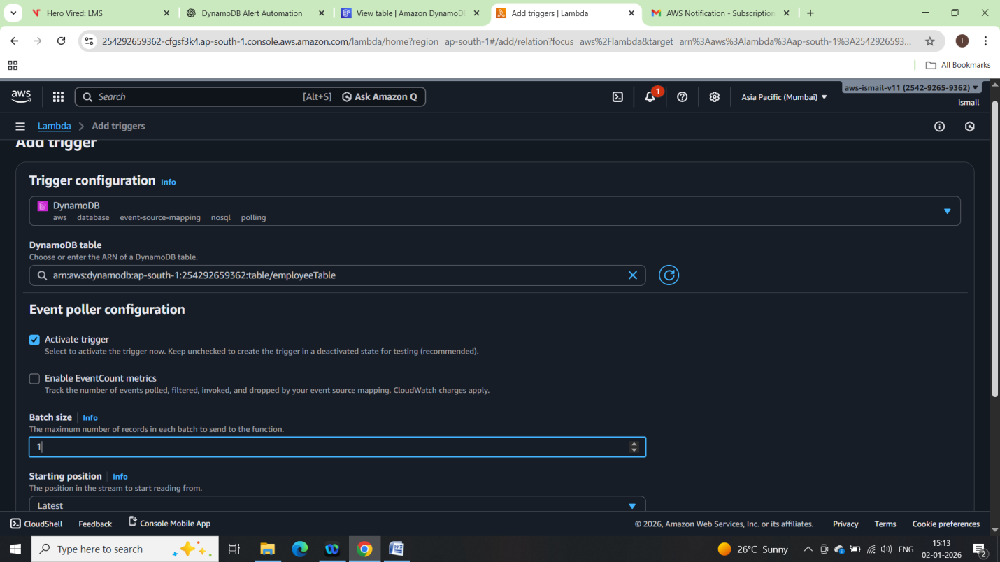 Hero Vired: LMS
DynamoDB Alert Automation
View table | Amazon DynamoDB
Add triggers | Lambda
AWS Notification - Subscription
254292659362-cfgsf3k4.ap-south-1.console.aws.amazon.com/lambda/home?region=ap-south-1#/add/relation?focus=aws%2Flambda&target=arn%3Aaws%3Alambda%3Aap-south-1%3A2542926593...
I
All Bookmarks
aws
Search
[Alt+S]
Ask Amazon Q
1
Asia Pacific (Mumbai)
aws-ismail-v11 (2542-9265-9362)
ismail
Lambda
Add triggers
Add trigger
Trigger configuration Info
DynamoDB
aws database event-source-mapping nosql polling
DynamoDB table
Choose or enter the ARN of a DynamoDB table.
arn:aws:dynamodb:ap-south-1:254292659362:table/employeeTable
Event poller configuration
Activate trigger
Select to activate the trigger now. Keep unchecked to create the trigger in a deactivated state for testing (recommended).
Enable EventCount metrics
Track the number of events polled, filtered, invoked, and dropped by your event source mapping. CloudWatch charges apply.
Batch size Info
The maximum number of records in each batch to send to the function.
1
Starting position Info
The position in the stream to start reading from.
Latest
CloudShell Feedback Console Mobile App
© 2026, Amazon Web Services, Inc. or its affiliates. Privacy Terms Cookie preferences
Type here to search
26°C Sunny
ENG
15:13
02-01-2026
2